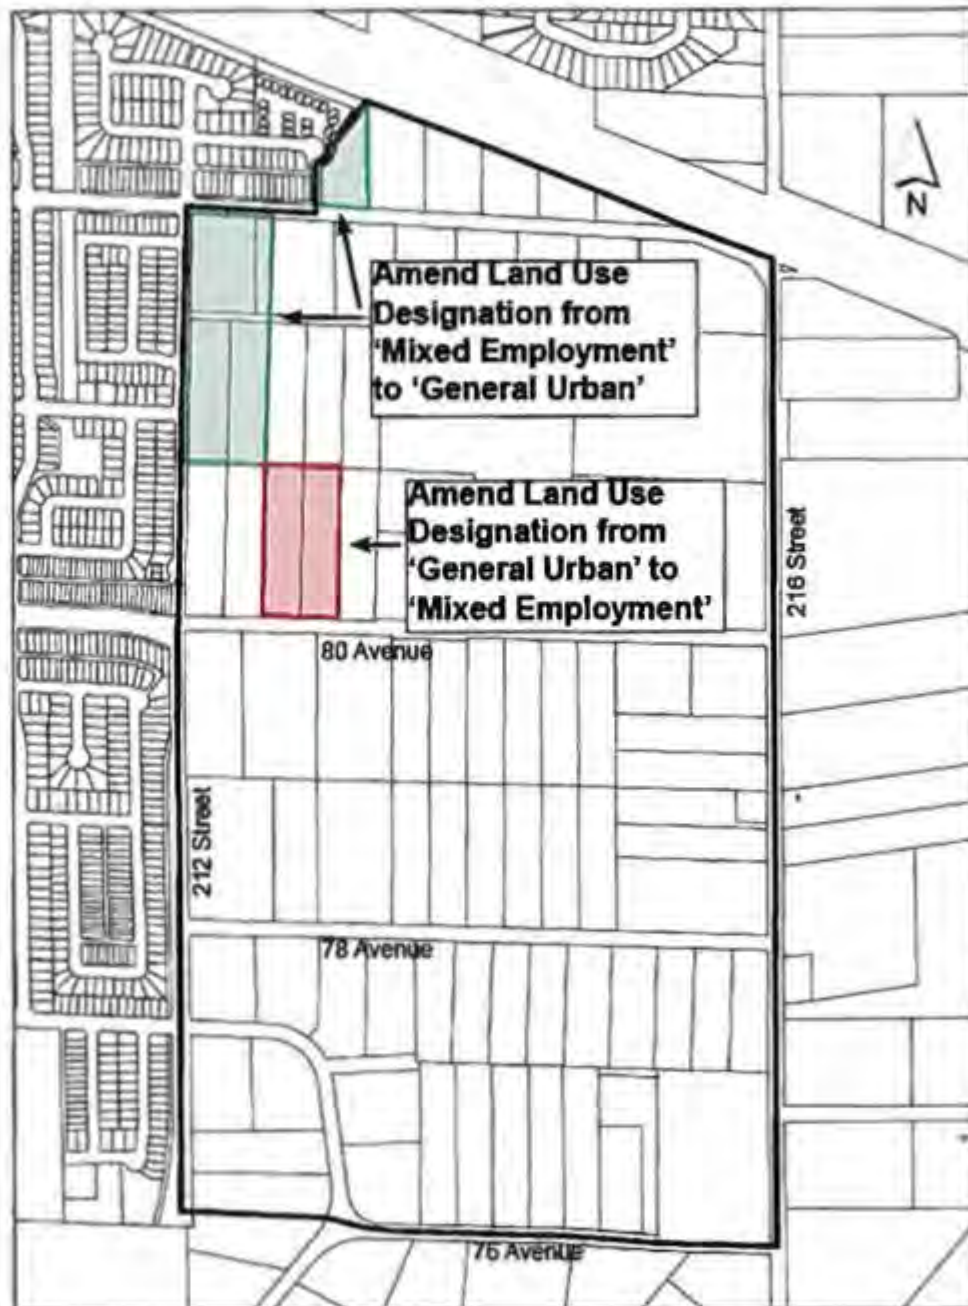 N
Amend Land Use
Designation from
‘Mixed Employment’
to ‘General Urban’
Amend Land Use
Designation from
‘General Urban’ to
‘Mixed Employment’
216 Street
80 Avenue
212 Street
78 Avenue
76 Avenue